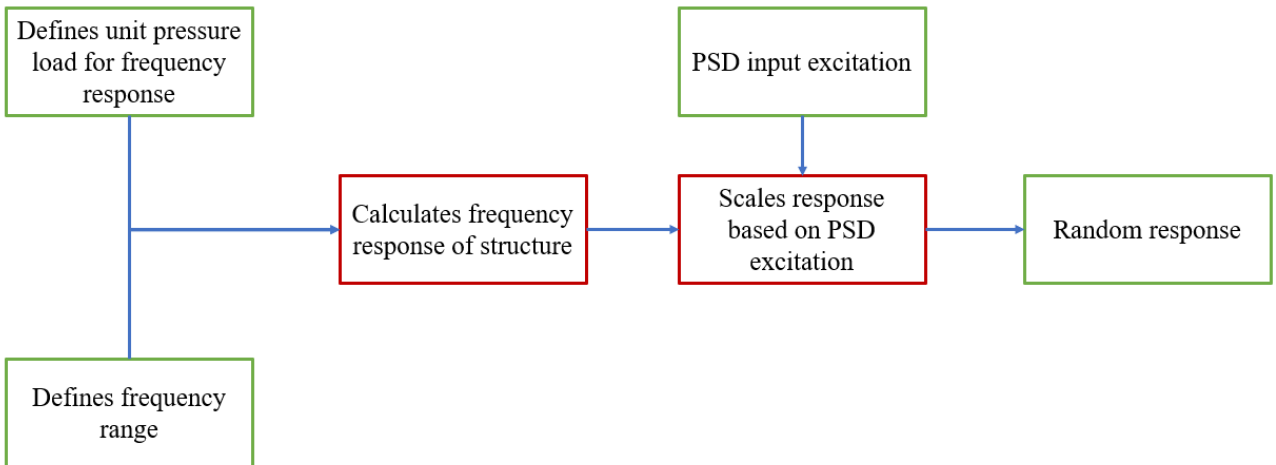 Defines unit pressure
load for frequency
response
PSD input excitation
Calculates frequency
response of structure
Scales response
based on PSD
excitation
Random response
Defines frequency
range